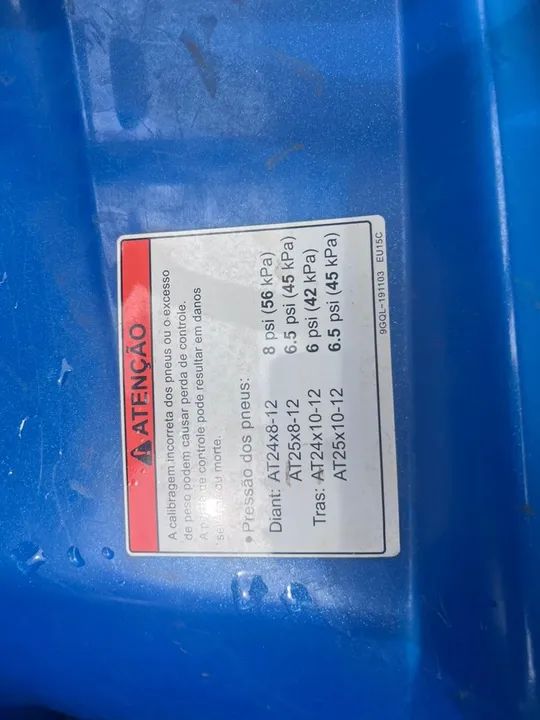 ATENÇÃO
A calibragem incorreta dos pneus ou o excesso
de peso podem causar perda de controle.
A de controle pode resultar em danos
ou morte.
• Pressão dos pneus:
Diant: AT24x8-12 8 psi (56 kPa)
AT25x8-12 6.5 psi (45 kPa)
Tras: AT24x10-12 6 psi (42 kPa)
AT25x10-12 6.5 psi (45 kPa)
9GQL-191103 EU15C